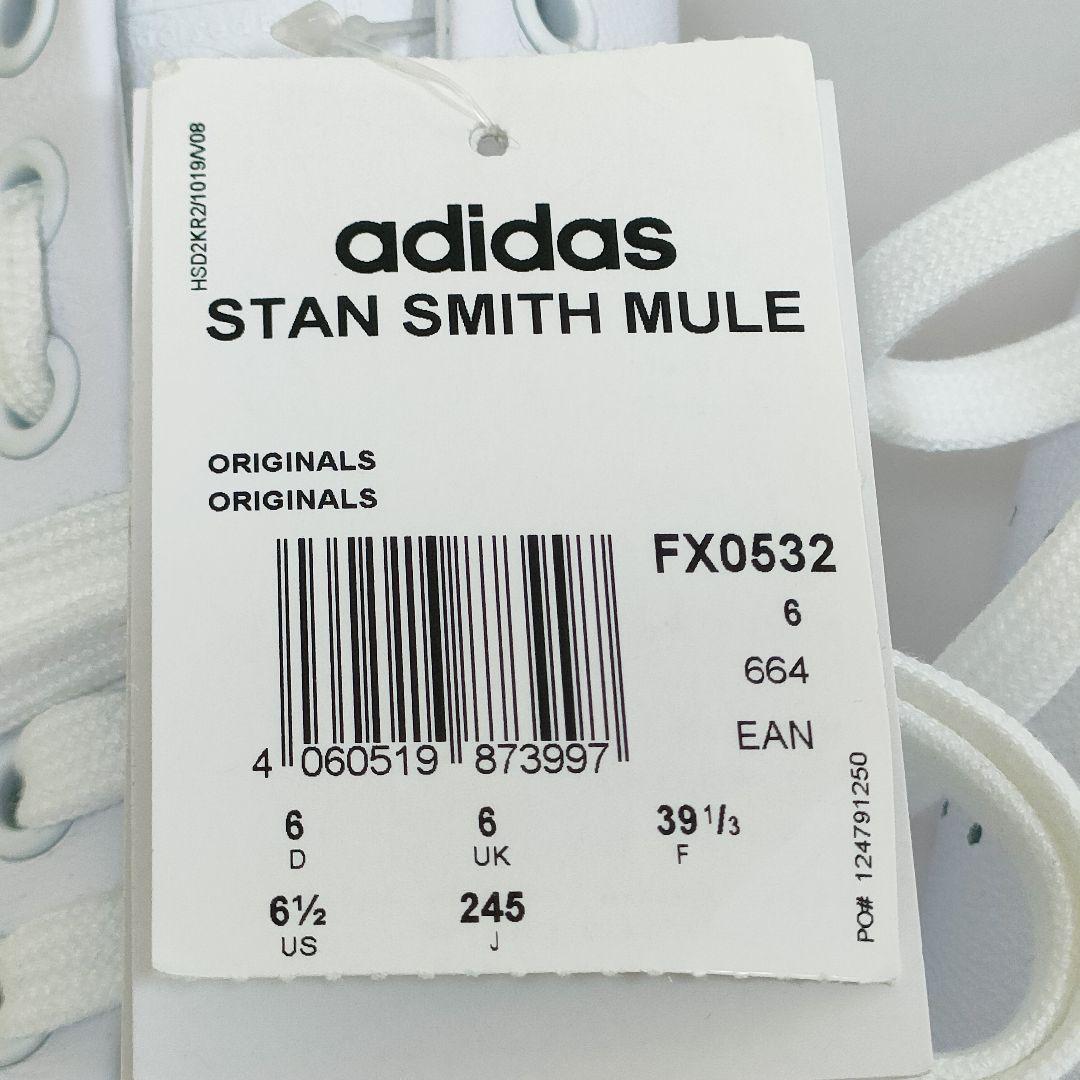 HSD2KR2/1019/V08
adidas
STAN SMITH MULE
ORIGINALS
ORIGINALS
FX0532
6
664
EAN
4 060519 873997
6 6 39 1/3
D UK F
6½ 245
US J
PO# 124791250